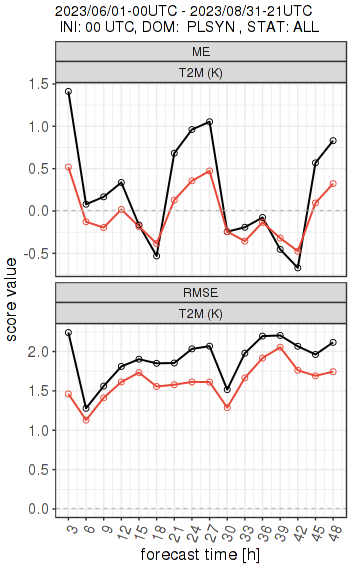 2023/06/01-00UTC - 2023/08/31-21UTC
INI: 00 UTC, DOM: PLSYN , STAT: ALL
ME
T2M (K)
1.5
1.0
0.5
0.0
-0.5
RMSE
T2M (K)
2.0
1.5
1.0
0.5
0.0
score value
3 6 9 12 15 18 21 24 27 30 33 36 39 42 45 48
forecast time [h]